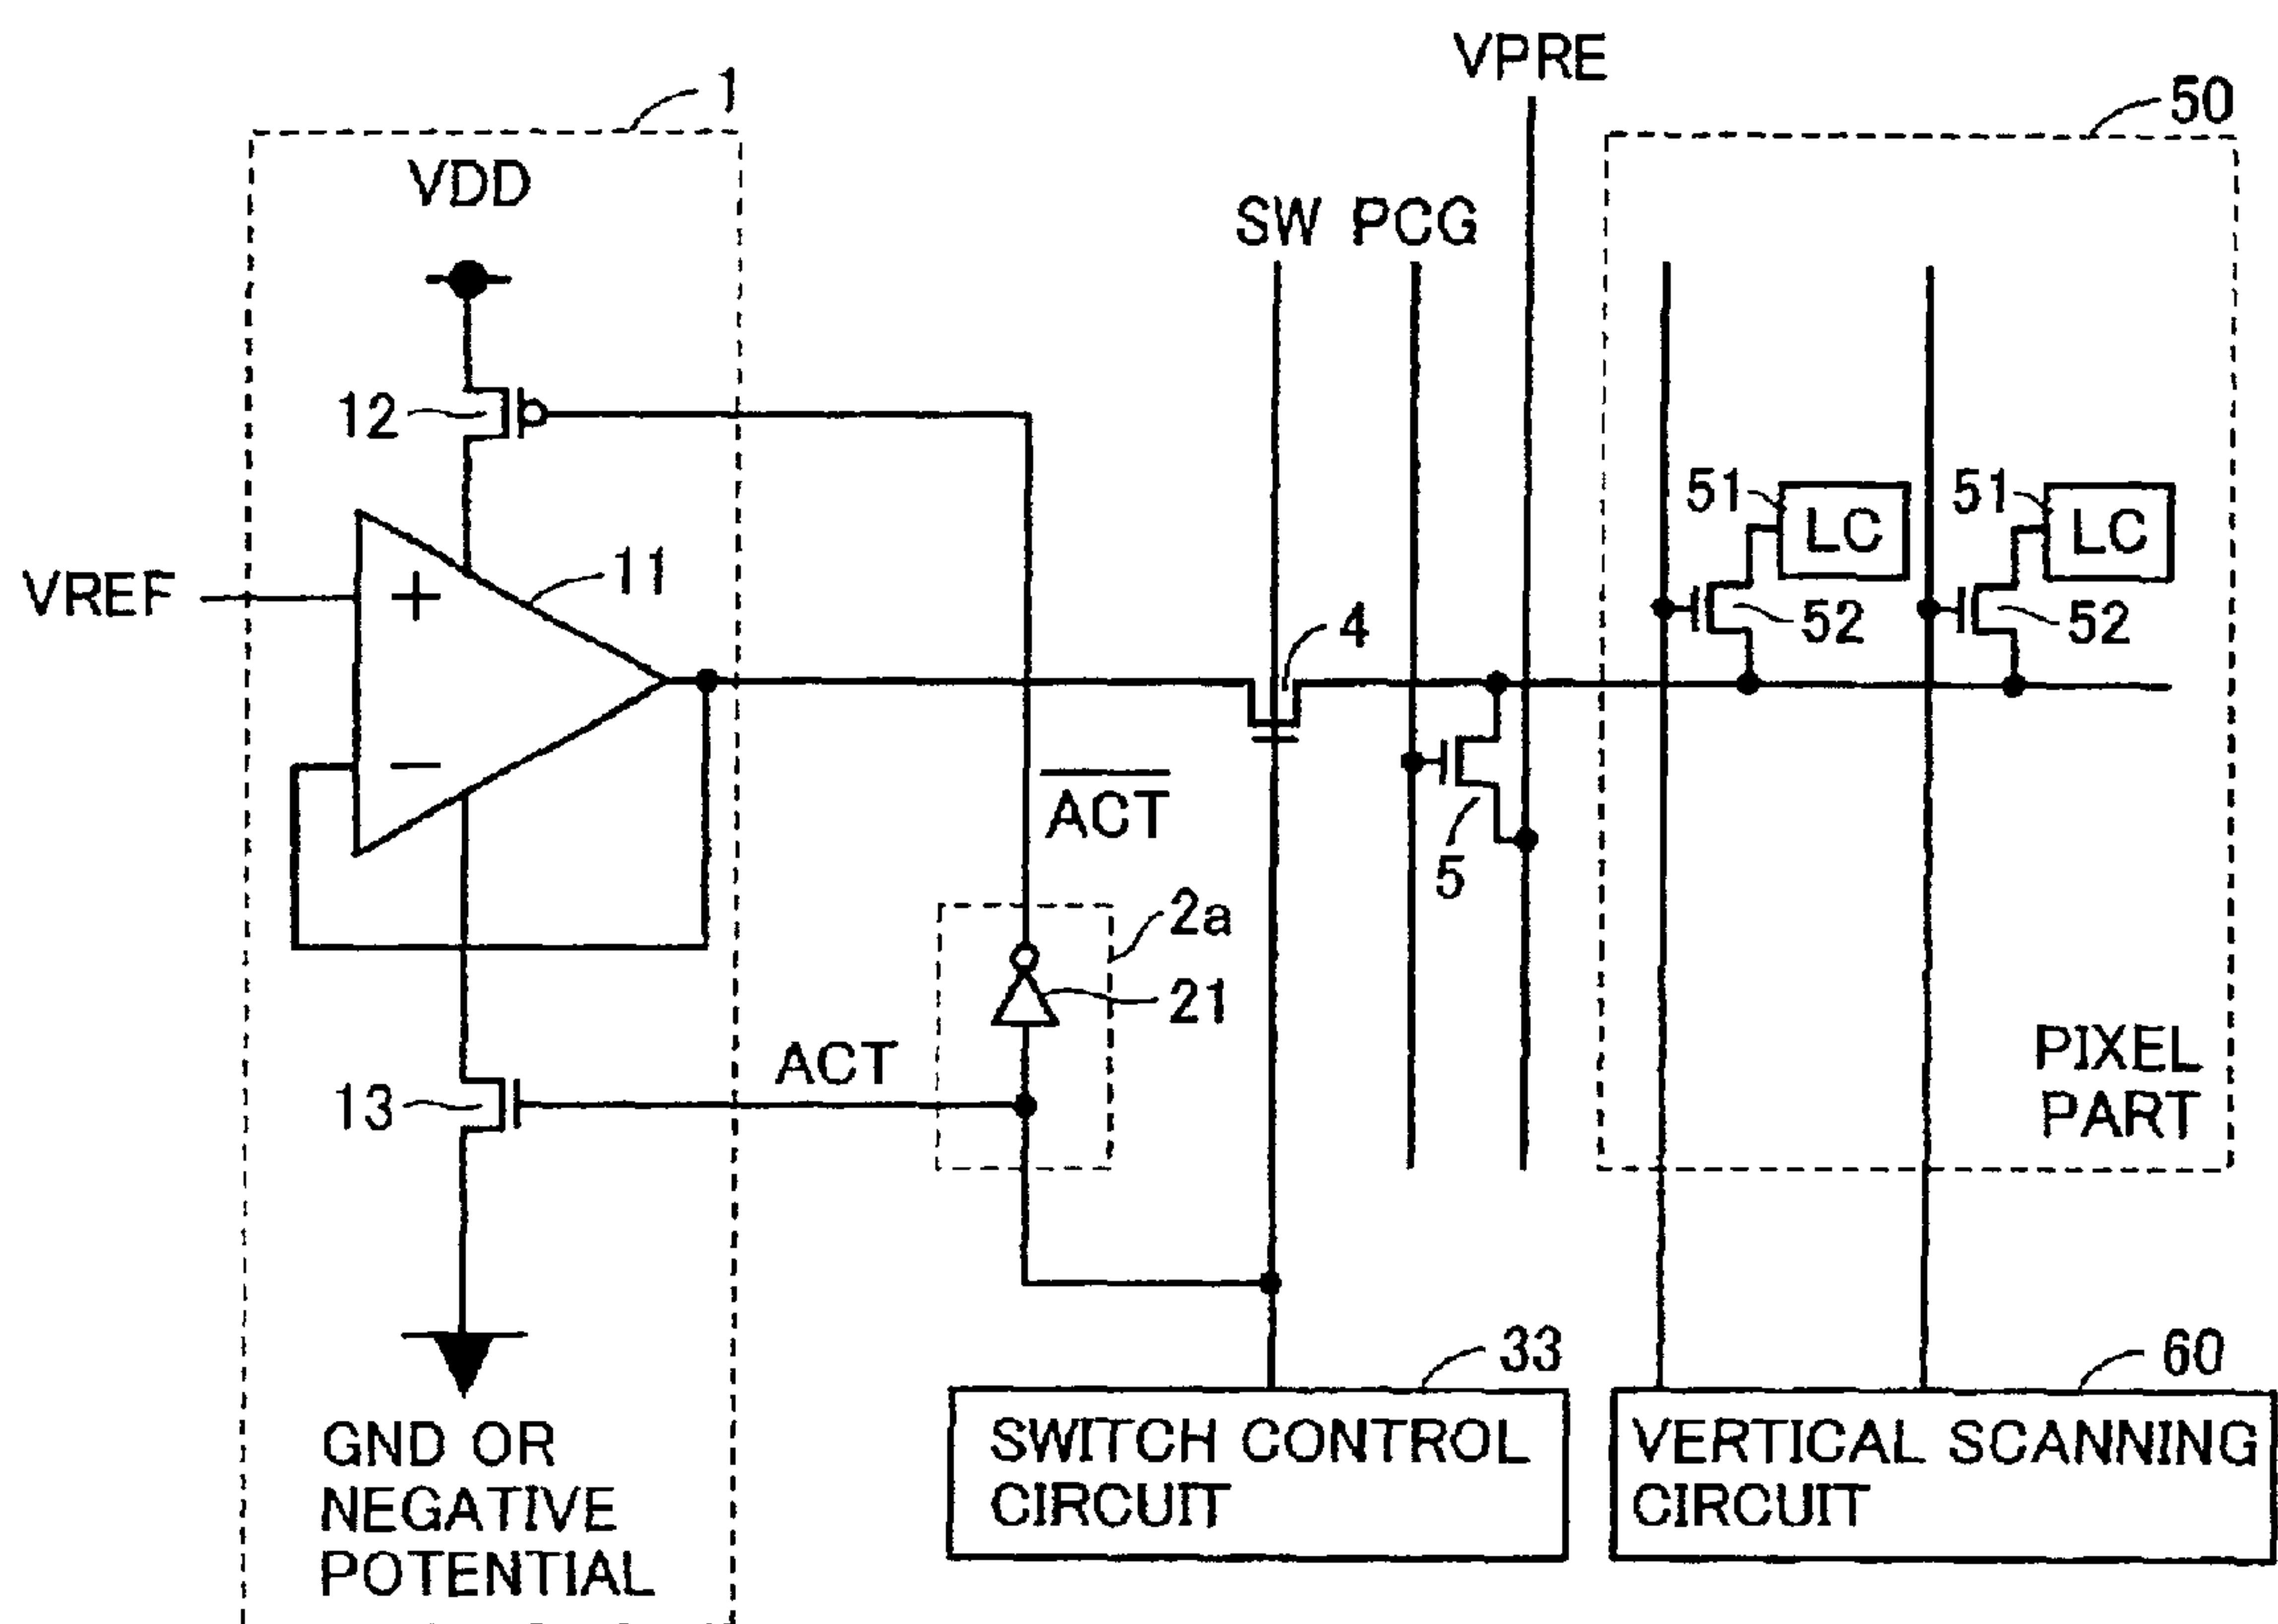 VPRE
1
50
VDD
SW PCG
12
51
LC
51
LC
11
VREF
+
52
52
4
−
ACT
5
2a
21
ACT
13
PIXEL
PART
33
60
SWITCH CONTROL
CIRCUIT
VERTICAL SCANNING
CIRCUIT
GND OR
NEGATIVE
POTENTIAL